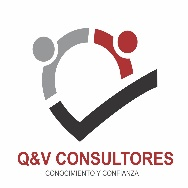 Q&V CONSULTORES
CONOCIMIENTO Y CONFIANZA